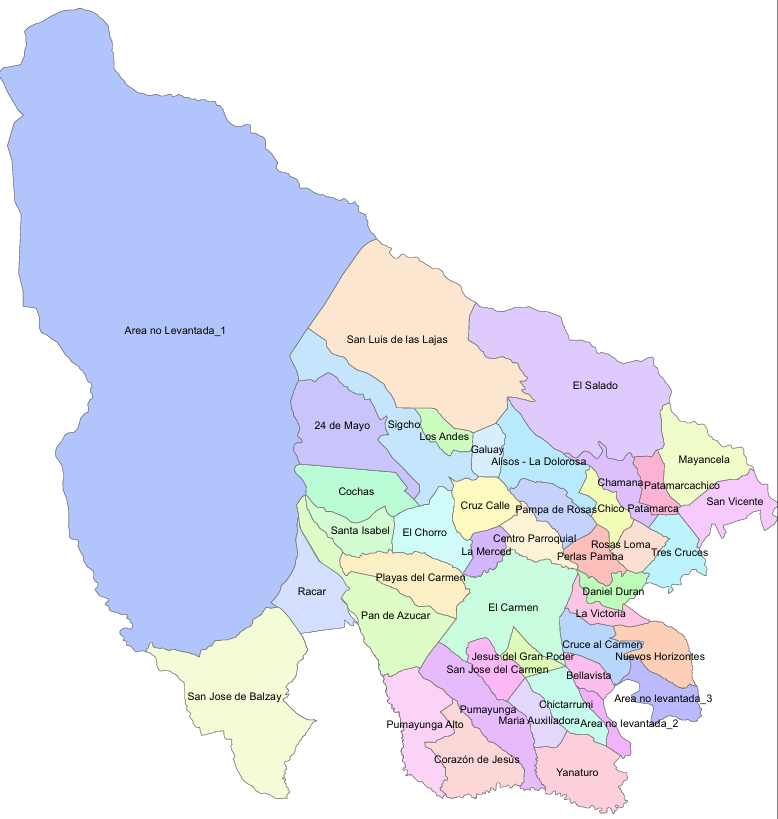 Area no Levantada_1
San Luis de las Lajas
El Salado
24 de Mayo
Sigcho
Los Andes
Galuay
Alisos - La Dolorosa
Mayancela
Chamana
Patamarcachico
San Vicente
Cochas
Cruz Calle
Pampa de Rosas
Chico
Patamarca
Santa Isabel
El Chorro
Centro Parroquial
La Merced
Rosas Loma
Perlas Pamba
Tres Cruces
Playas del Carmen
Racar
Daniel Duran
Pan de Azucar
El Carmen
La Victoria
Cruce al Carmen
Jesus del Gran Poder
Nuevos Horizontes
San Jose del Carmen
Bellavista
San Jose de Balzay
Area no levantada_3
Chictarrumi
Pumayunga
Pumayunga Alto
Maria Auxiliadora
Area no levantada_2
Corazón de Jesús
Yanaturo